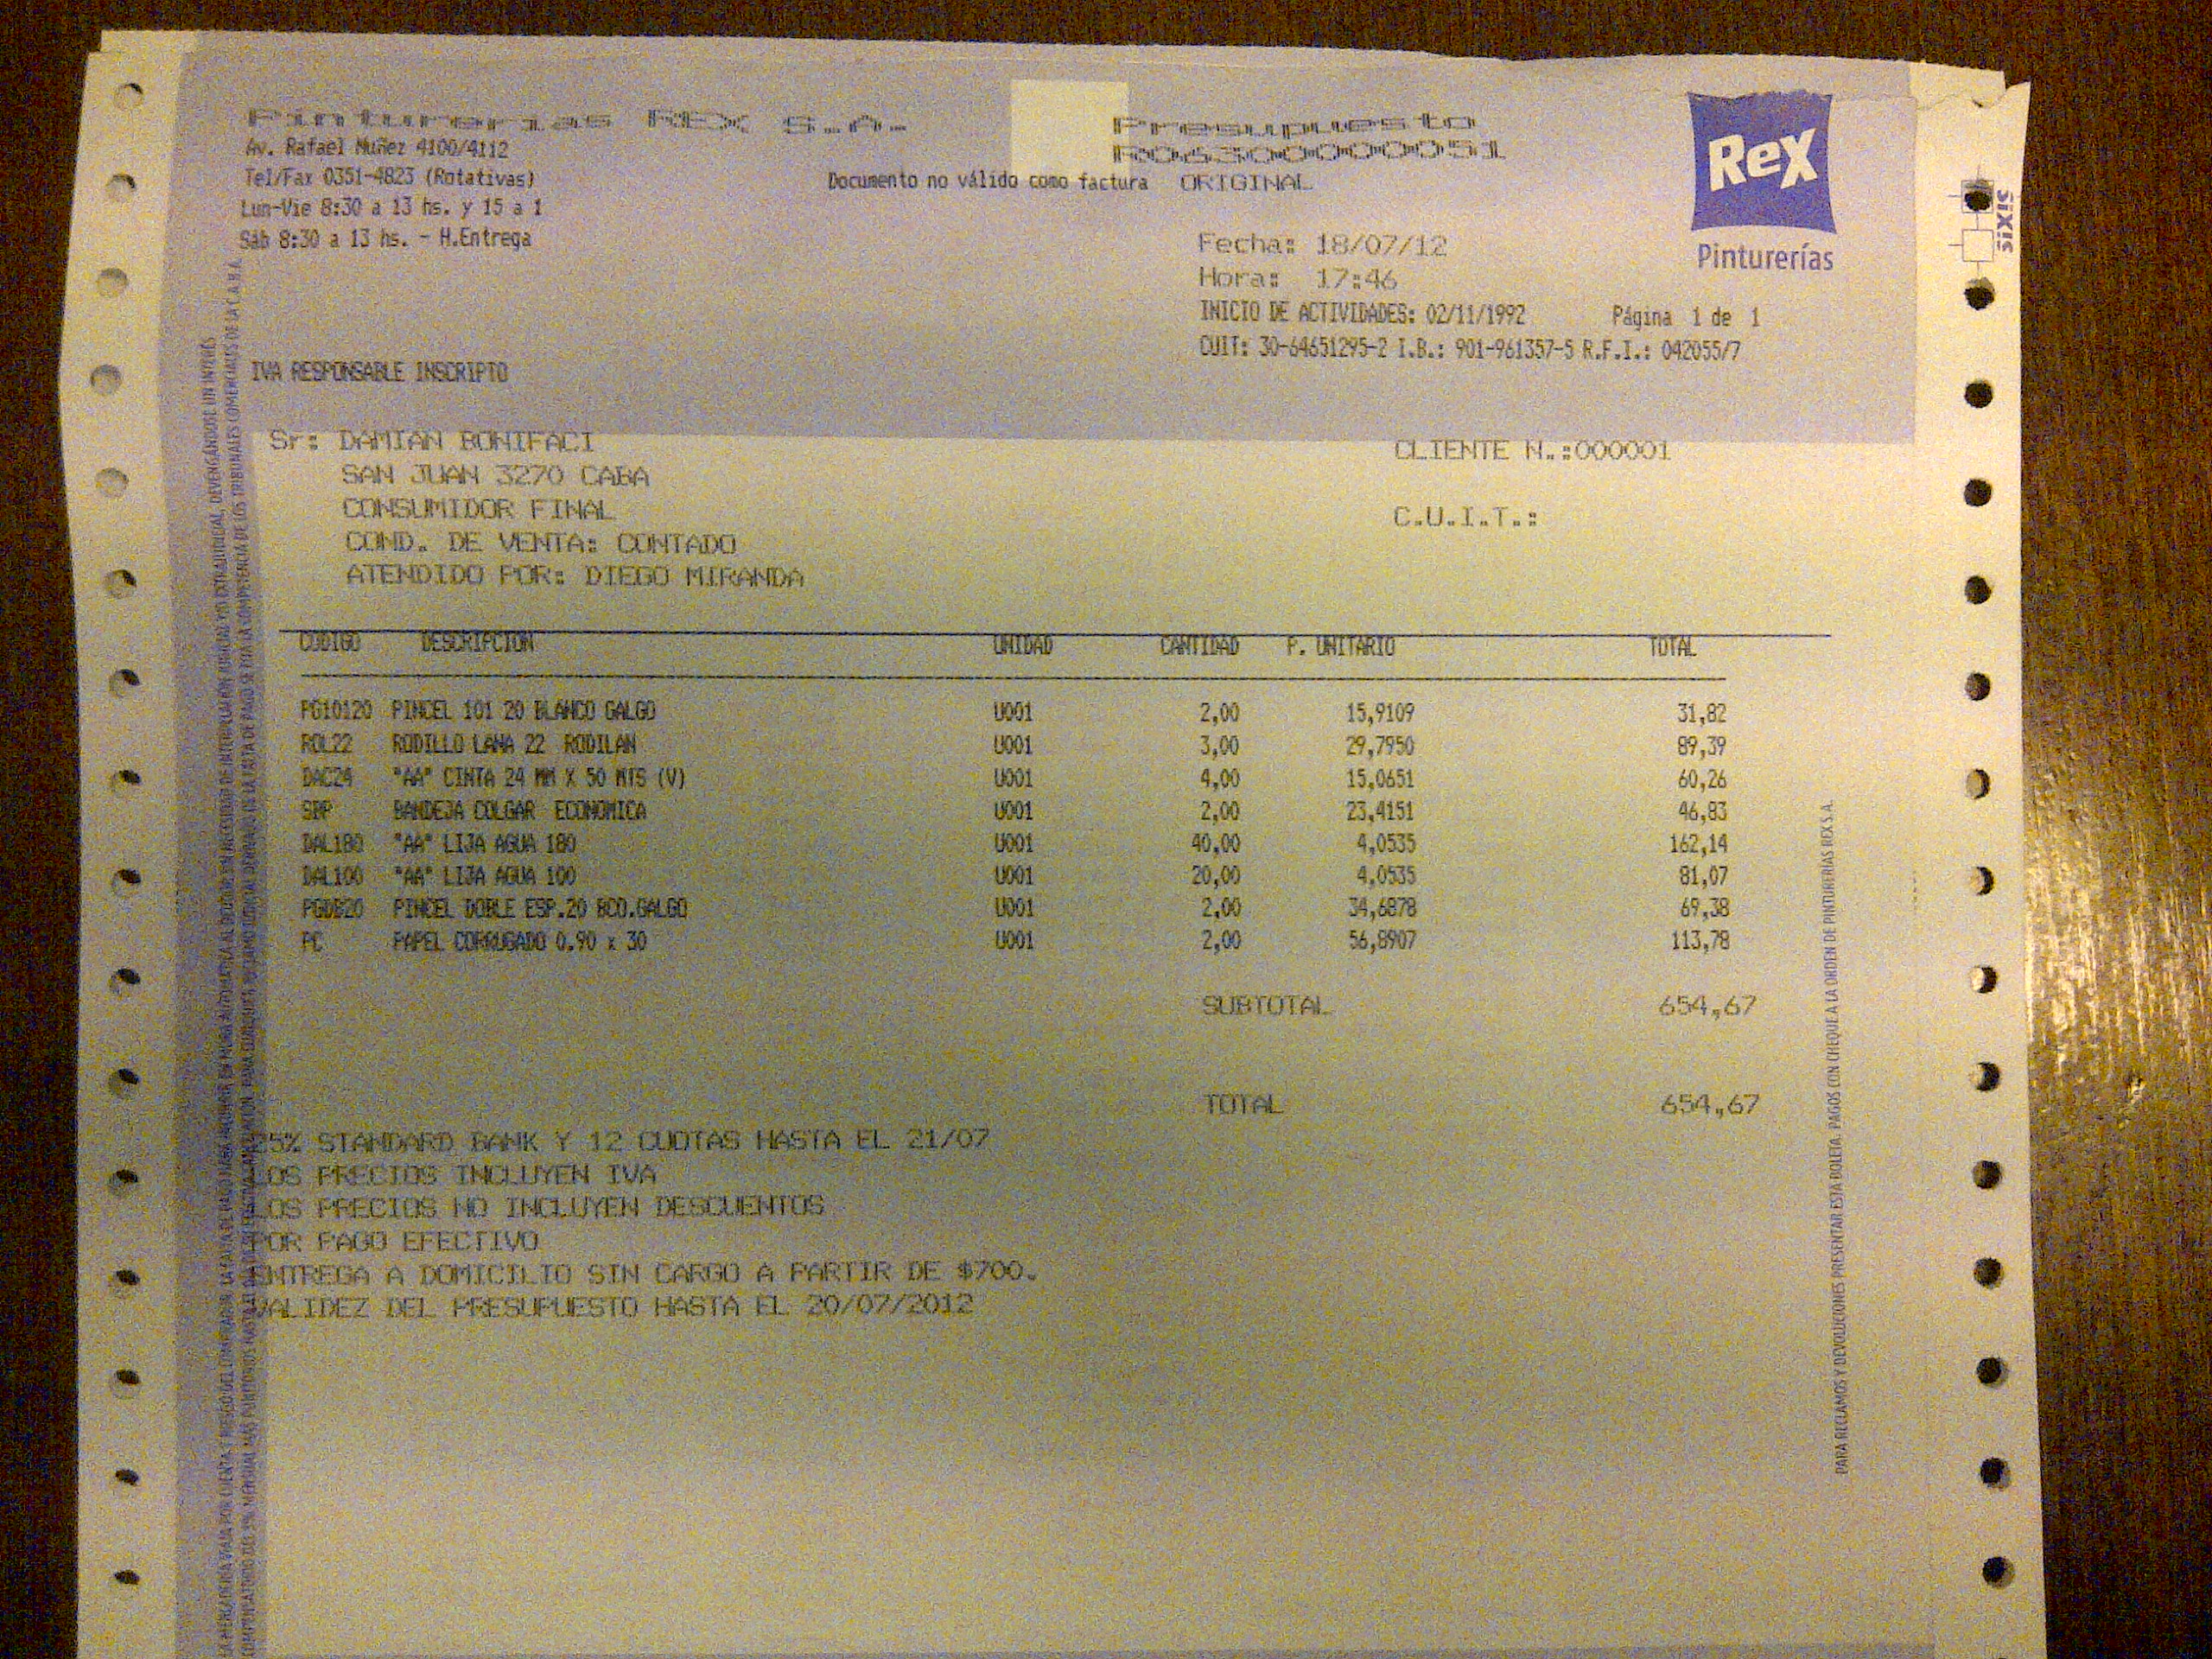 Pinturerias REX S.A.
Av. Rafael Nuñez 4100/4112
Tel/Fax 0351-4823 (Rotativas)
Lun-Vie 8:30 a 13 hs. y 15 a 1
Sáb 8:30 a 13 hs. - H.Entrega
Documento no válido como factura ORIGINAL
Presupuesto
Fecha: 18/07/12
Hora: 17:46
INICIO DE ACTIVIDADES: 02/11/1992 Página 1 de 1
CUIT: 30-64651295-2 I.B.: 901-961357-5 R.F.I.: 042055/7
Rex
Pinturerías
IVA RESPONSABLE INSCRIPTO
Sr: DAMIAN BONIFACI CLIENTE N.:000001
SAN JUAN 3270 CABA
CONSUMIDOR FINAL C.U.I.T.:
COND. DE VENTA: CONTADO
ATENDIDO POR: DIEGO MIRANDA
CODIGO DESCRIPCION UNIDAD CANTIDAD P. UNITARIO TOTAL
PG10120 PINCEL 101 20 BLANCO GALGO U001 2,00 15,9109 31,82
ROL22 RODILLO LANA 22 RODILAN U001 3,00 29,7950 89,39
DAC24 "AA" CINTA 24 MM X 50 MTS (V) U001 4,00 15,0651 60,26
SRP BANDEJA COLGAR ECONOMICA U001 2,00 23,4151 46,83
DAL180 "AA" LIJA AGUA 180 U001 40,00 4,0535 162,14
DAL100 "AA" LIJA AGUA 100 U001 20,00 4,0535 81,07
PINCEL DOBLE ESP.20 BCO.GALGO U001 2,00 34,6878 69,38
PC PAPEL CORRUGADO 0.90 x 30 U001 2,00 56,8907 113,78
SUBTOTAL 654,67
TOTAL 654,67
25% STANDARD BANK Y 12 CUOTAS HASTA EL 21/07
LOS PRECIOS INCLUYEN IVA
LOS PRECIOS NO INCLUYEN DESCUENTOS
POR PAGO EFECTIVO
ENTREGA A DOMICILIO SIN CARGO A PARTIR DE $700.
VALIDEZ DEL PRESUPUESTO HASTA EL 20/07/2012
LA MERCADERÍA VIAJA POR CUENTA Y RIESGO DEL COMPRADOR. LA FALTA DE PAGO HARÁ INCURRIR EN MORA AUTOMÁTICA AL DEUDOR SIN NECESIDAD DE INTERPELACIÓN JUDICIAL Y/O EXTRAJUDICIAL, DEVENGÁNDOSE UN INTERÉS
COMPENSATORIO DEL 3% MENSUAL MÁS PUNITORIOS HASTA EL DÍA DE SU EFECTIVA CANCELACIÓN. PARA CUALQUIER RECLAMO JUDICIAL DERIVADO DE LA FALTA DE PAGO SE FIJA LA COMPETENCIA DE LOS TRIBUNALES COMERCIALES DE LA C.A.B.A.
PARA RECLAMOS Y DEVOLUCIONES PRESENTAR ESTA BOLETA. PAGOS CON CHEQUE A LA ORDEN DE PINTURERÍAS REX S.A.
SIXIS